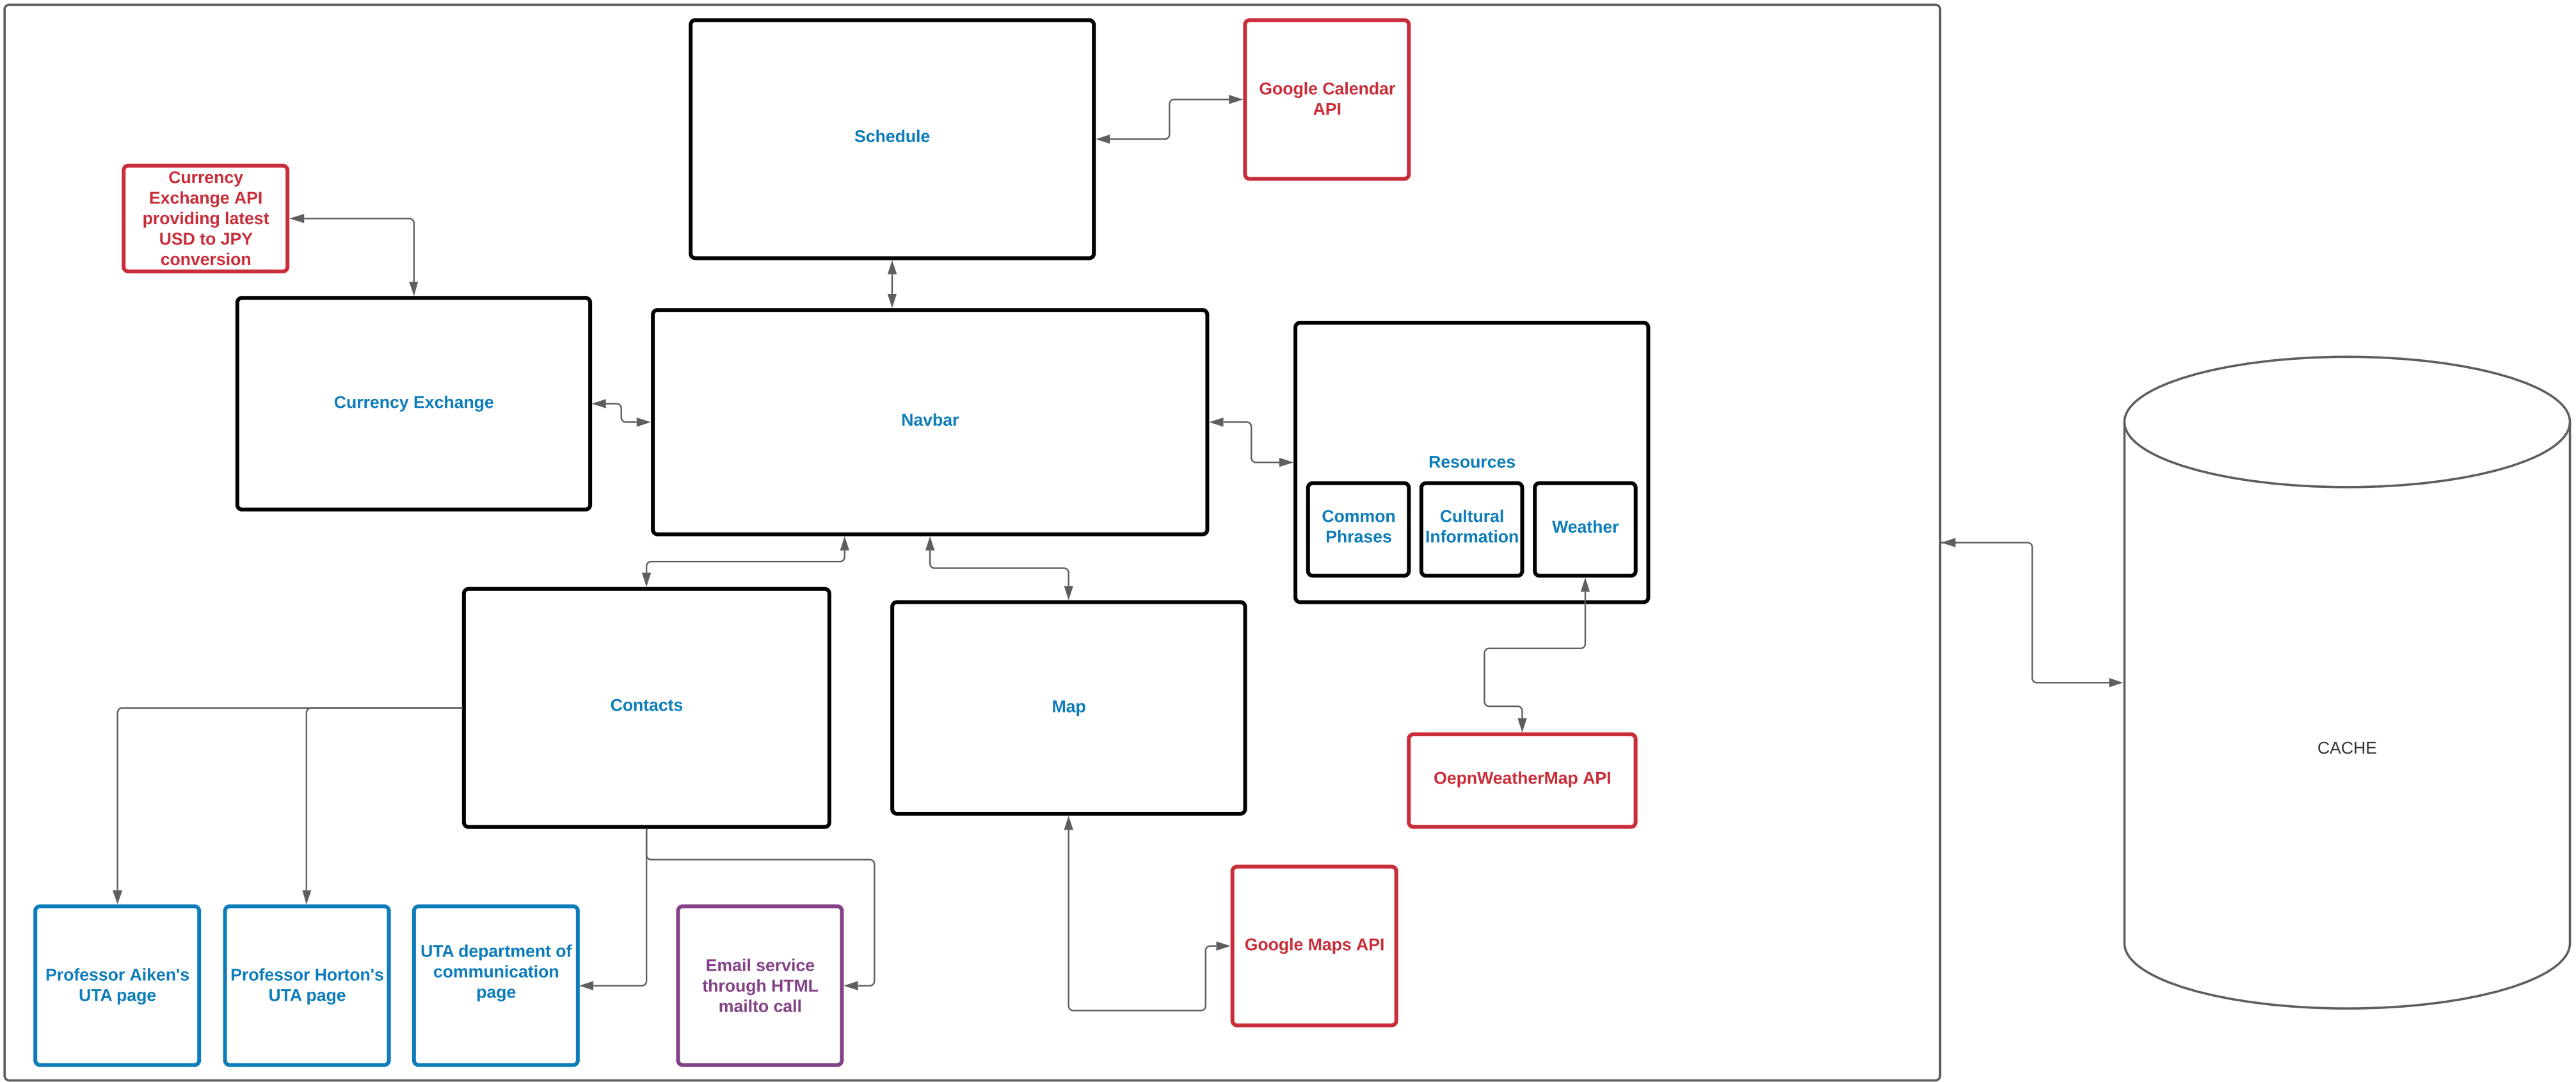 Schedule
Google Calendar
API
Currency
Exchange API
providing latest
USD to JPY
conversion
Currency Exchange
Navbar
Resources
Common
Phrases
Cultural
Information
Weather
Contacts
Map
OepnWeatherMap API
CACHE
Professor Aiken's
UTA page
Professor Horton's
UTA page
UTA department of
communication
page
Email service
through HTML
mailto call
Google Maps API